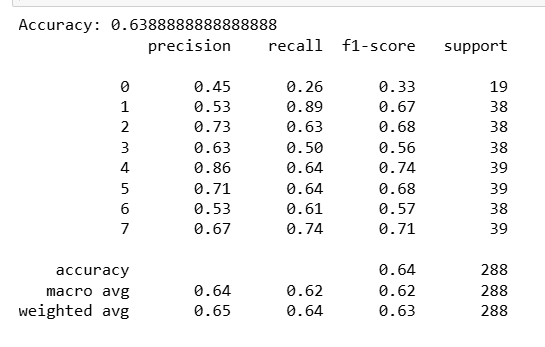 Accuracy: 0.6388888888888888
precision recall f1-score support
0 0.45 0.26 0.33 19
1 0.53 0.89 0.67 38
2 0.73 0.63 0.68 38
3 0.63 0.50 0.56 38
4 0.86 0.64 0.74 39
5 0.71 0.64 0.68 39
6 0.53 0.61 0.57 38
7 0.67 0.74 0.71 39
accuracy 0.64 288
macro avg 0.64 0.62 0.62 288
weighted avg 0.65 0.64 0.63 288